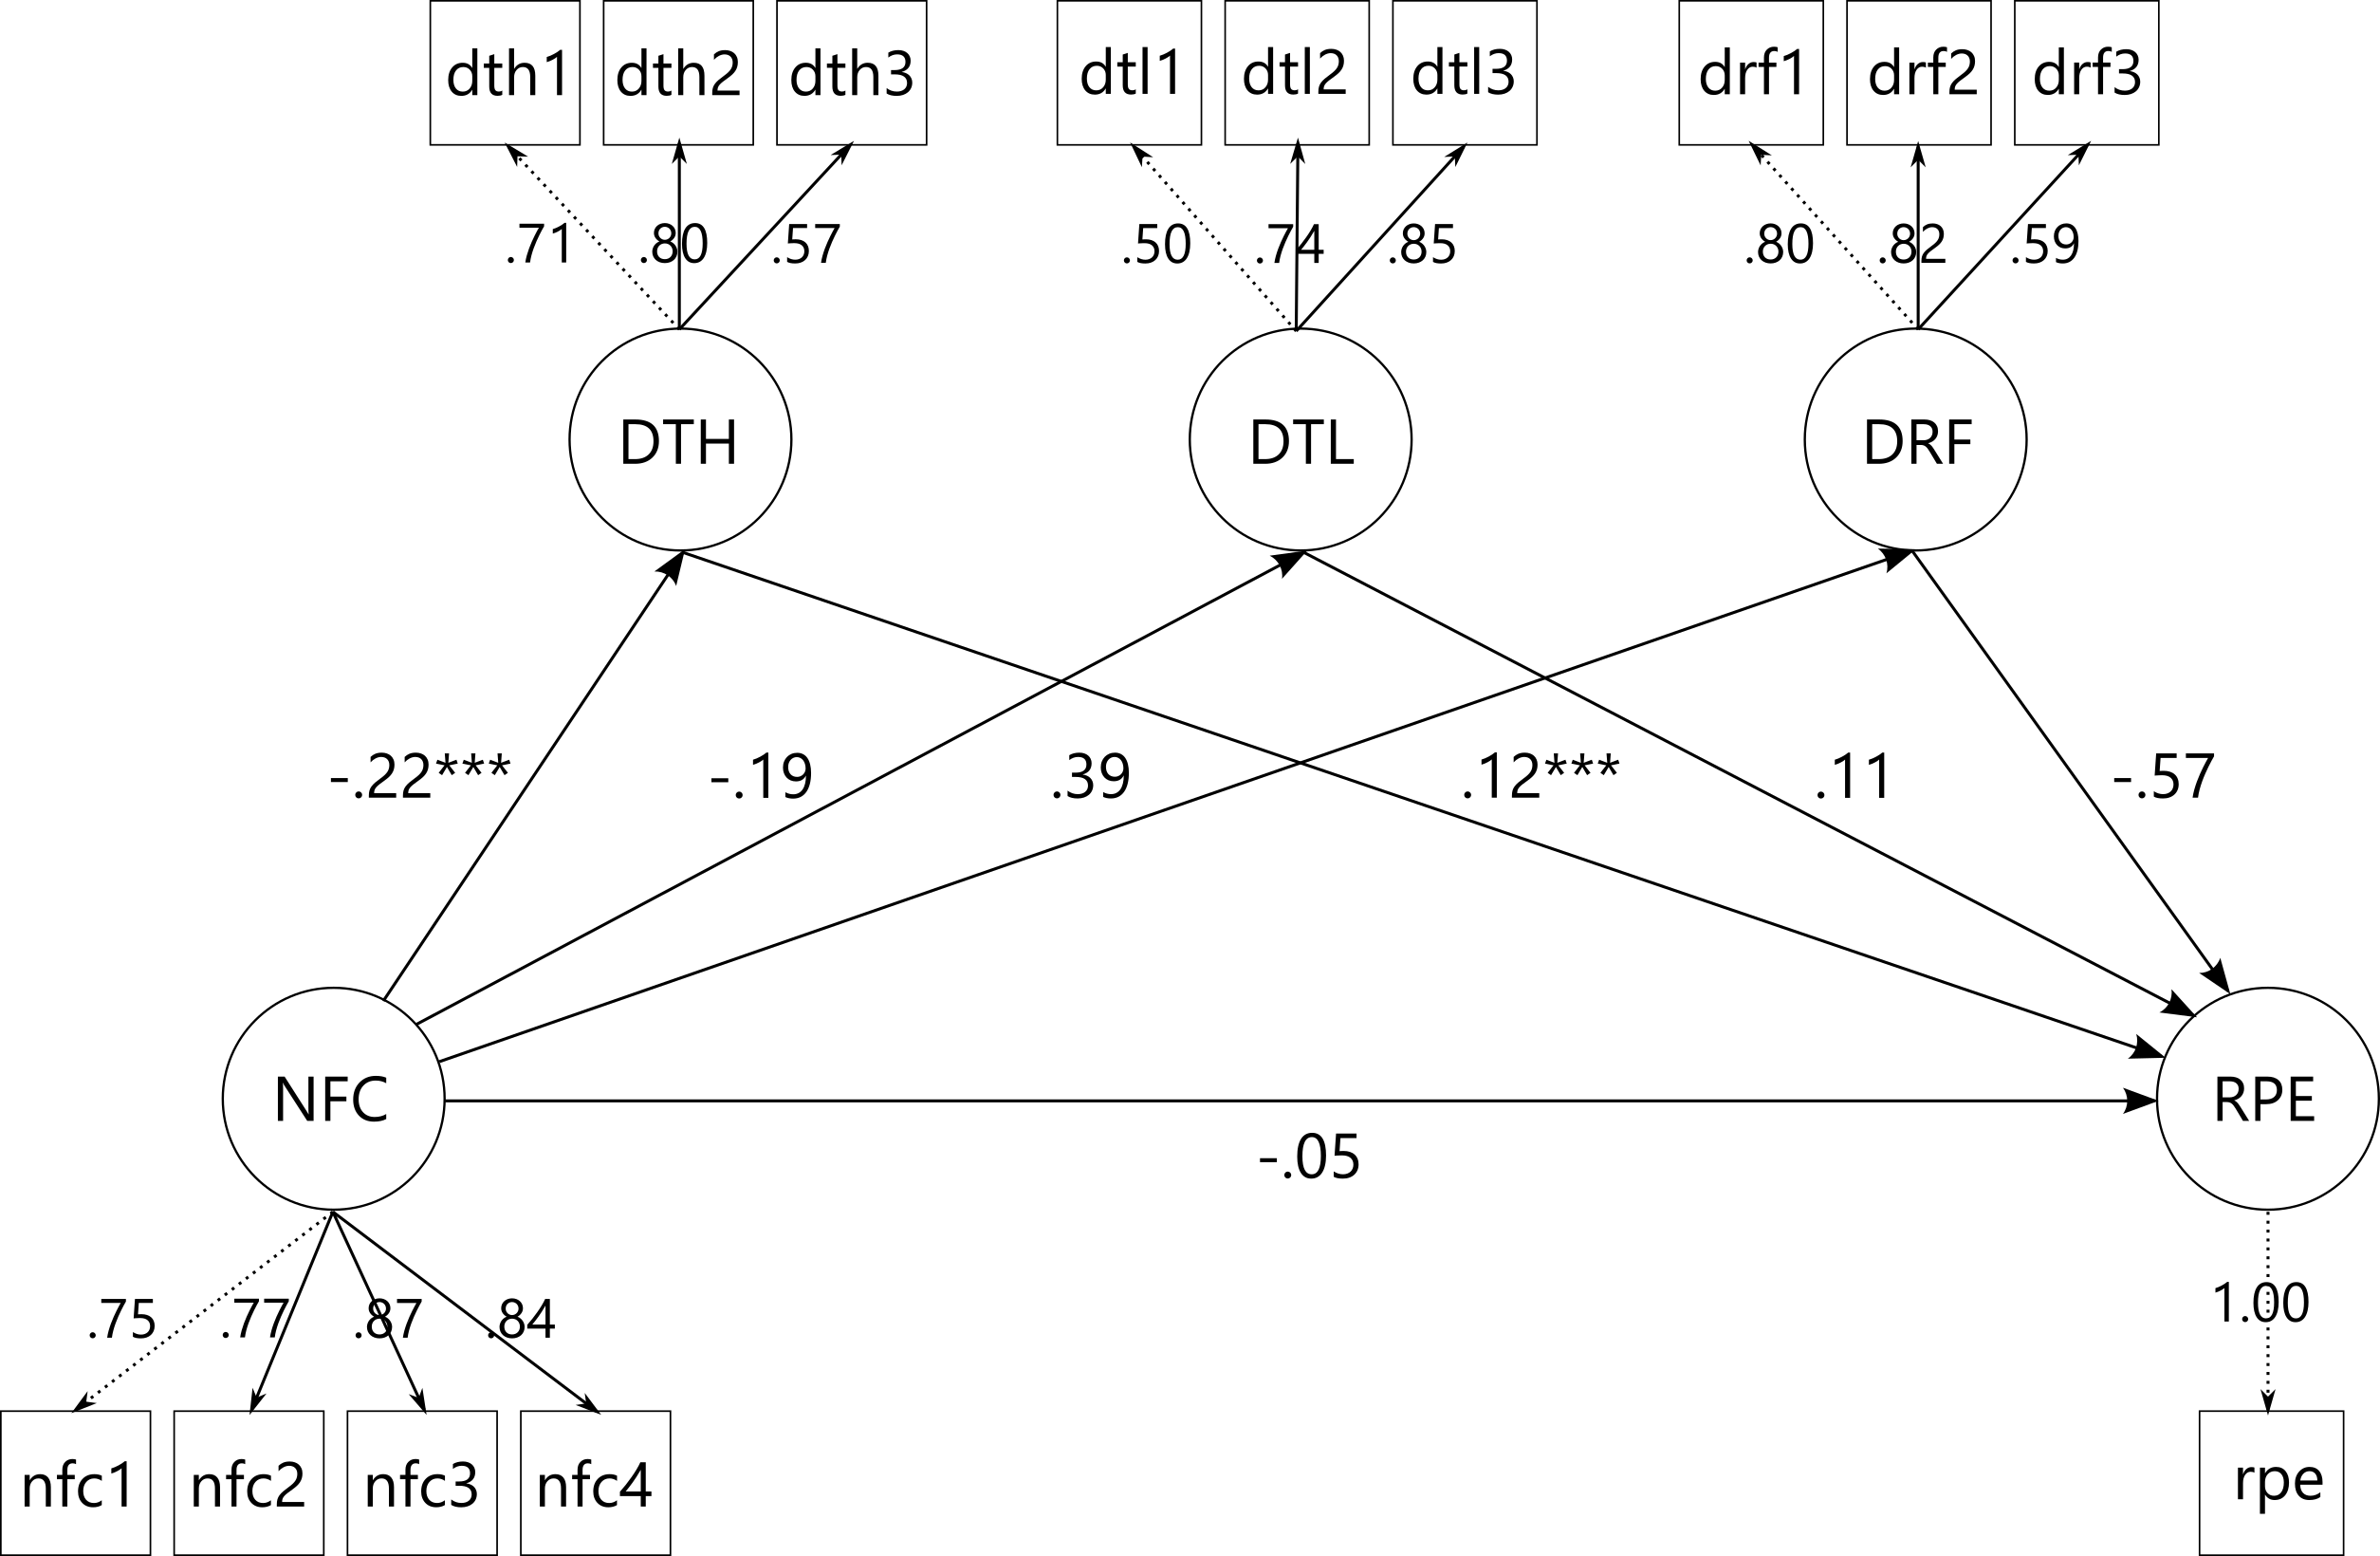 dth1 dth2 dth3 dtl1 dtl2 dtl3 drf1 drf2 drf3
.71 .80 .57 .50 .74 .85 .80 .82 .59
DTH DTL DRF
-.22*** -.19 .39 .12*** .11 -.57
NFC RPE
-.05
.75 .77 .87 .84 1.00
nfc1 nfc2 nfc3 nfc4 rpe